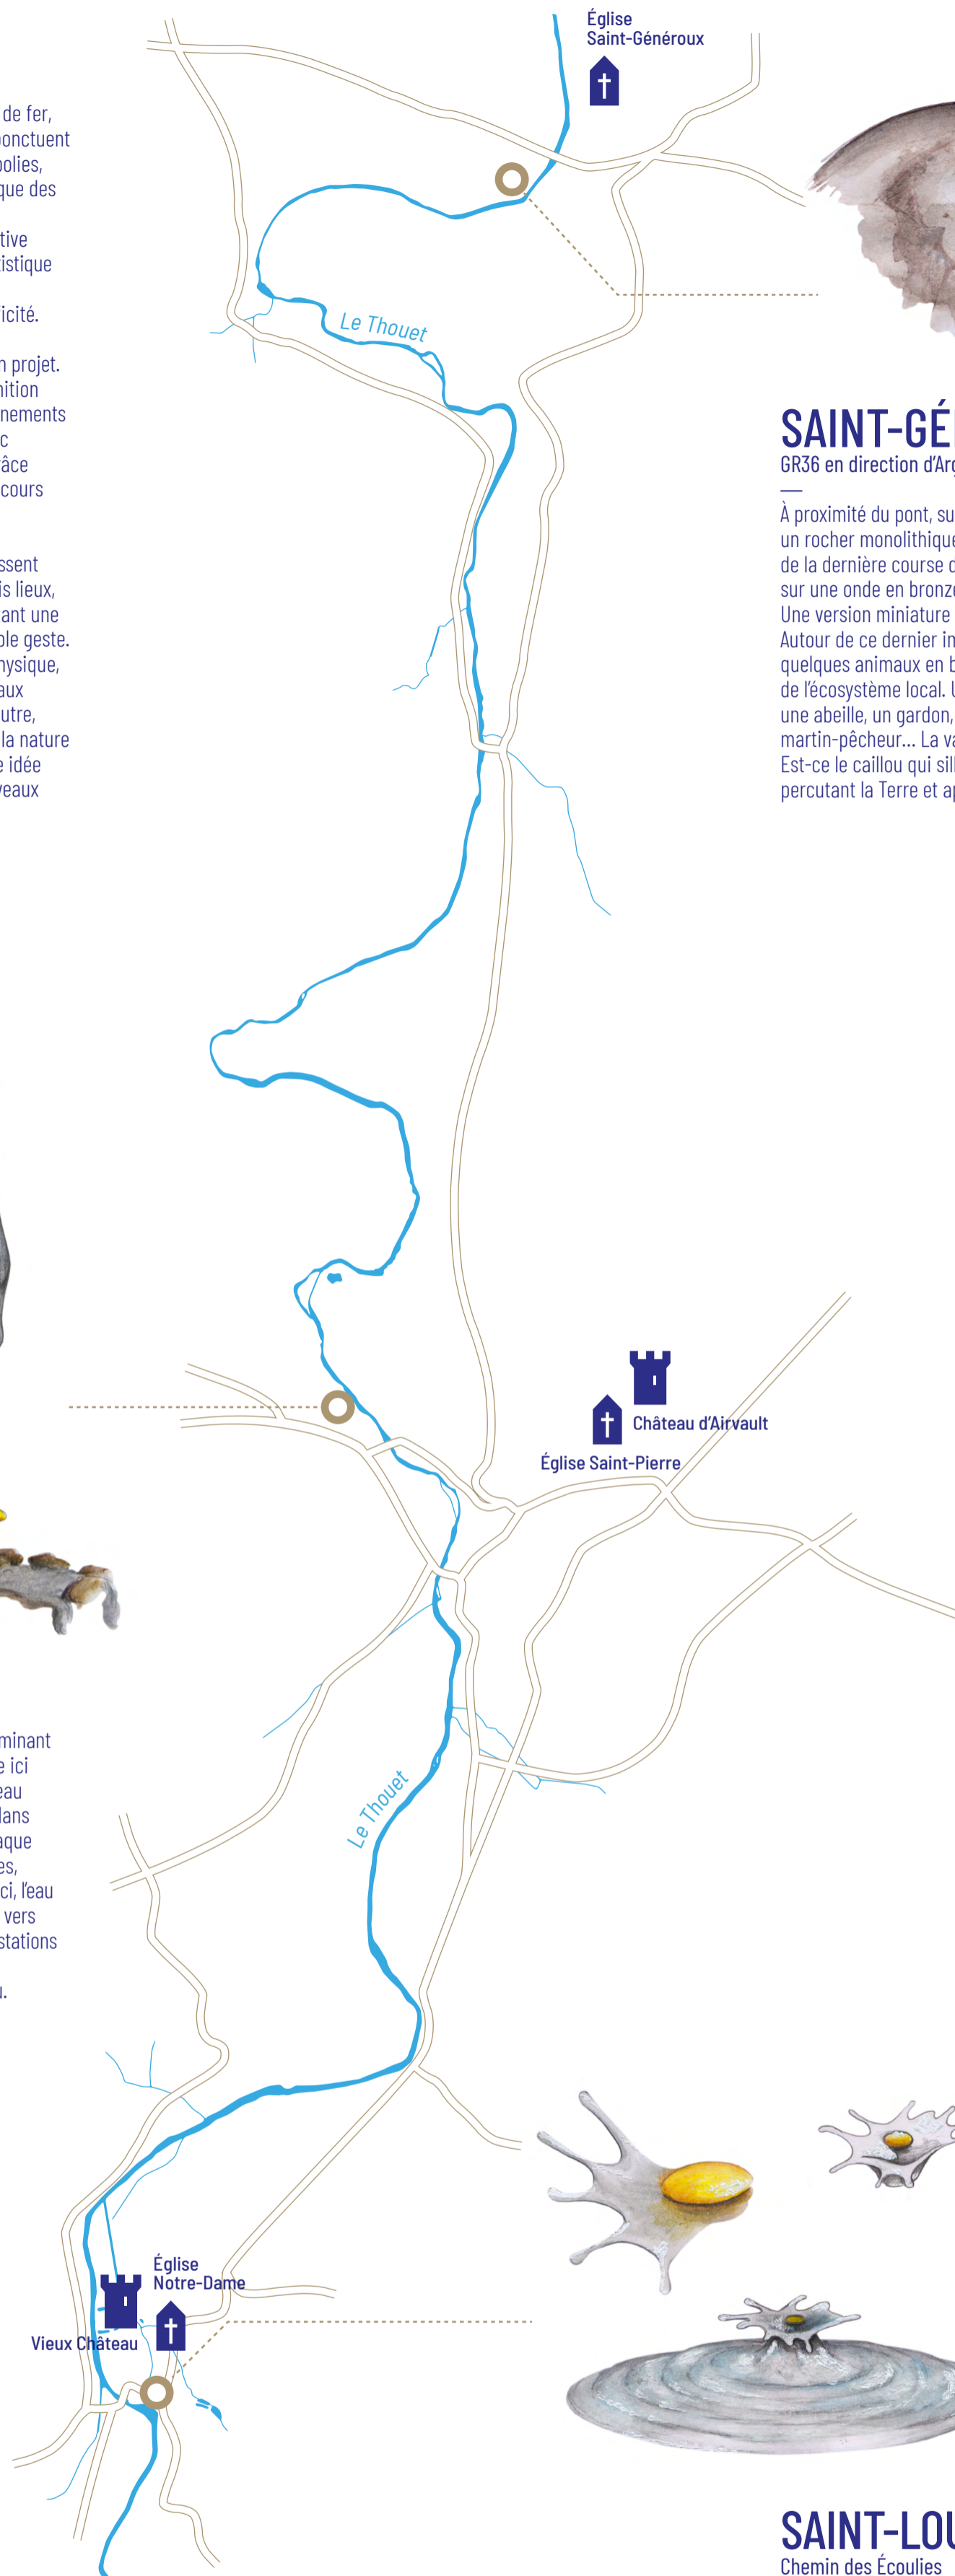 Église
Saint-Généroux
de fer,
ponctuent
polies,
que des
tive
tistique
icité.
n projet.
nition
nements
c
âce
cours
ssent
is lieux,
ant une
ple geste.
hysique,
aux
utre,
la nature
e idée
veaux
Le Thouet
SAINT-GÉ
GR36 en direction d'Arg
À proximité du pont, su
un rocher monolithique
de la dernière course d
sur une onde en bronze
Une version miniature
Autour de ce dernier in
quelques animaux en b
de l'écosystème local. U
une abeille, un gardon,
martin-pêcheur... La va
Est-ce le caillou qui sill
percutant la Terre et ap
Château d'Airvault
Église Saint-Pierre
minant
e ici
eau
dans
aque
es,
ci, l'eau
vers
stations
u.
Le Thouet
Église
Notre-Dame
Vieux Château
SAINT-LOU
Chemin des Écoulies